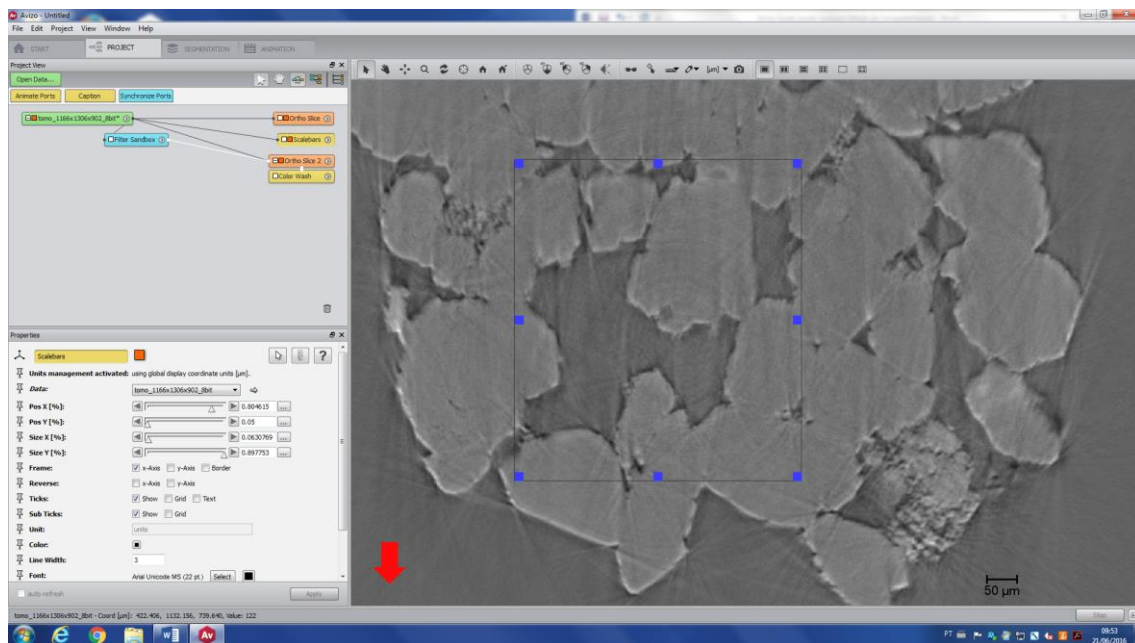 Avizo - Untitled
File Edit Project View Window Help
START PROJECT SEGMENTATION ANIMATION
Project View
Open Data...
Animate Ports Caption Synchronize Ports
tomo_1166x1306x902_8bit* Ortho Slice
Filter Sandbox Scalebars
Ortho Slice 2
Color Wash
Properties
Scalebars
Units management activated: using global display coordinate units [µm].
Data: tomo_1166x1306x902_8bit
Pos X [%]: 0.804615 ...
Pos Y [%]: 0.05 ...
Size X [%]: 0.0630769 ...
Size Y [%]: 0.897753 ...
Frame: x-Axis y-Axis Border
Reverse: x-Axis y-Axis
Ticks: Show Grid Text
Sub Ticks: Show Grid
Unit: units
Color:
Line Width: 3
Font: Arial Unicode MS (22 pt.) Select
auto-refresh Apply
[µm]
50 µm
tomo_1166x1306x902_8bit - Coord [µm]: 422.406, 1132.156, 739.640, Value: 122
Stop
PT 09:53
21/06/2016